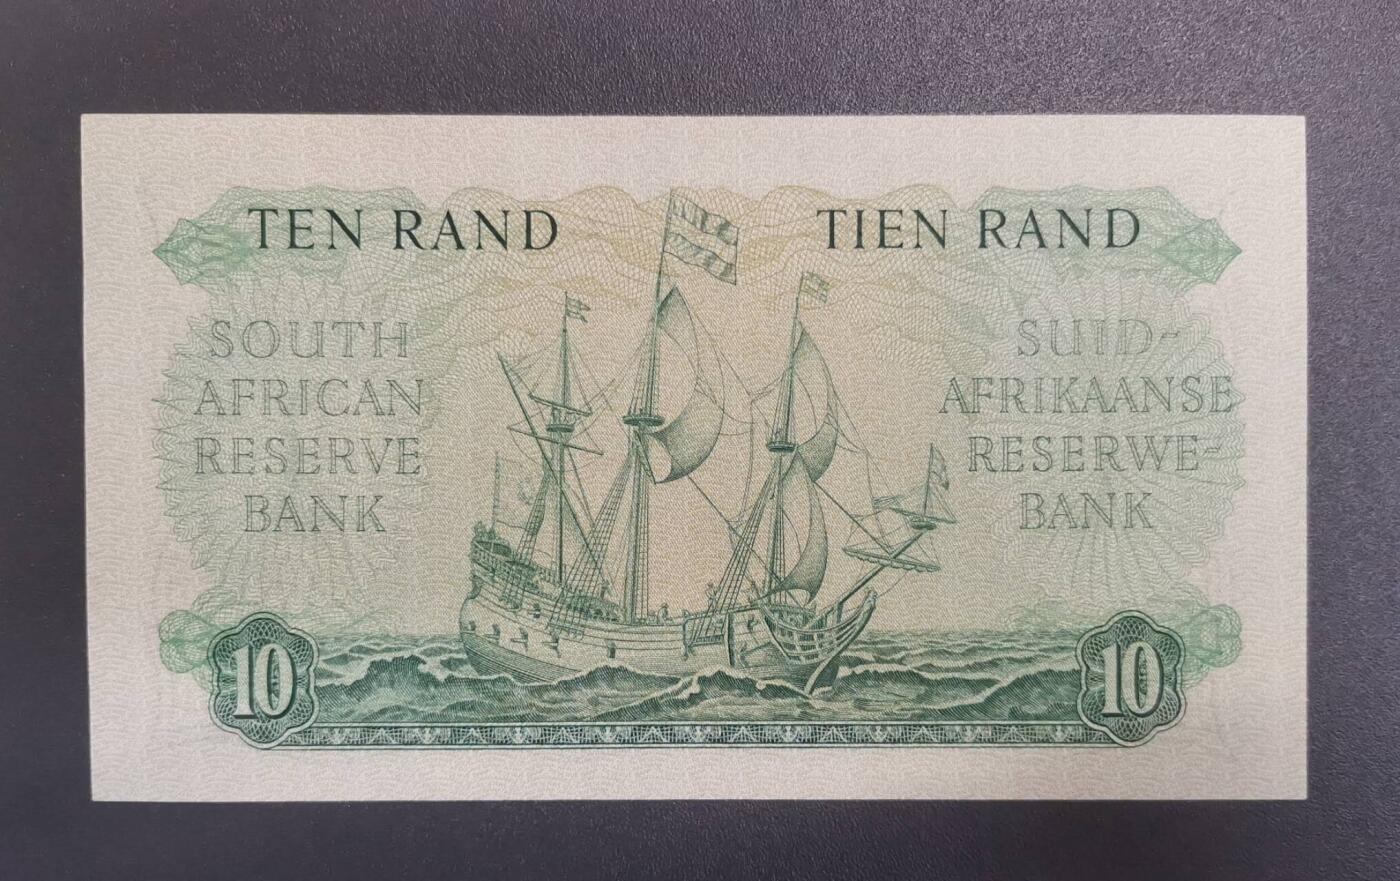 TEN RAND
TIEN RAND
SOUTH
AFRICAN
RESERVE
BANK
SUID-
AFRIKAANSE
RESERWE-
BANK
10
10